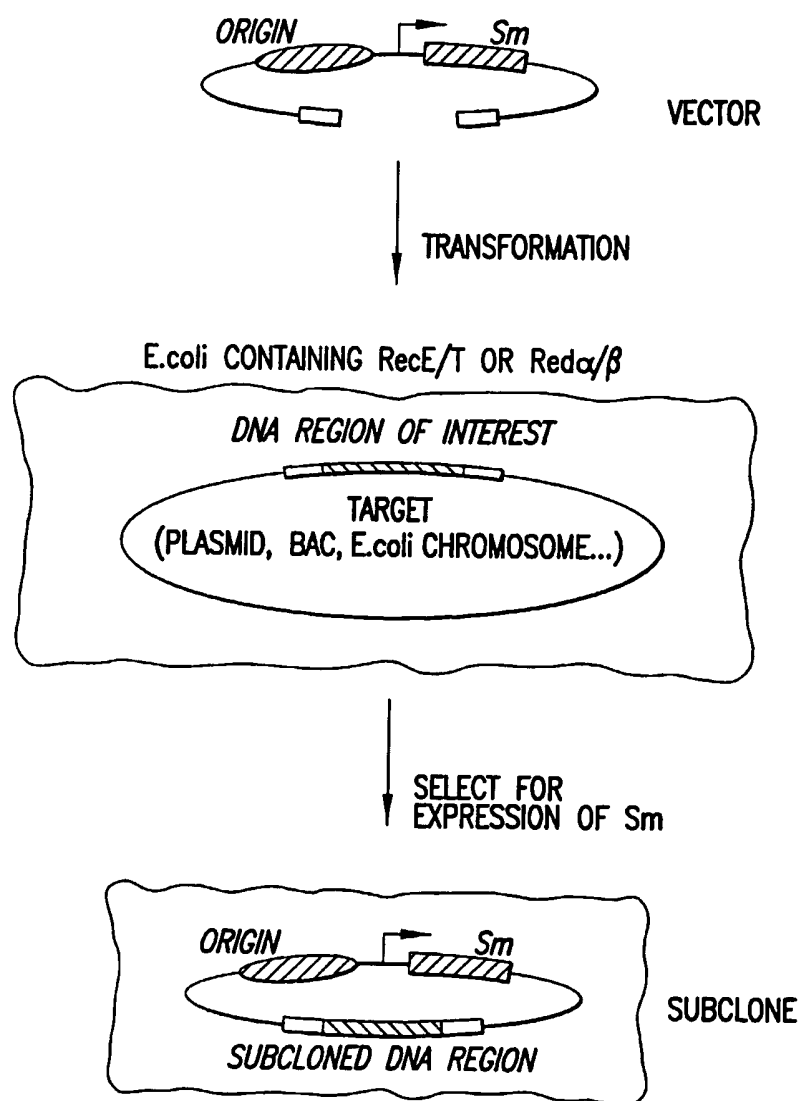 ORIGIN
Sm
VECTOR
TRANSFORMATION
E.coli CONTAINING RecE/T OR Redα/β
DNA REGION OF INTEREST
TARGET
(PLASMID, BAC, E.coli CHROMOSOME...)
SELECT FOR
EXPRESSION OF Sm
ORIGIN
Sm
SUBCLONE
SUBCLONED DNA REGION